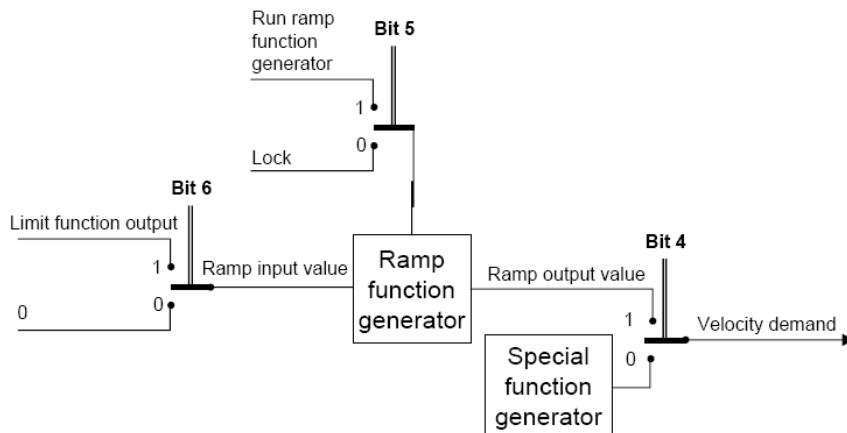 Run ramp
function
generator
Bit 5
1
0
Lock
Bit 6
Limit function output
1
0
0
Ramp input value
Ramp
function
generator
Ramp output value
Bit 4
1
0
Velocity demand
Special
function
generator